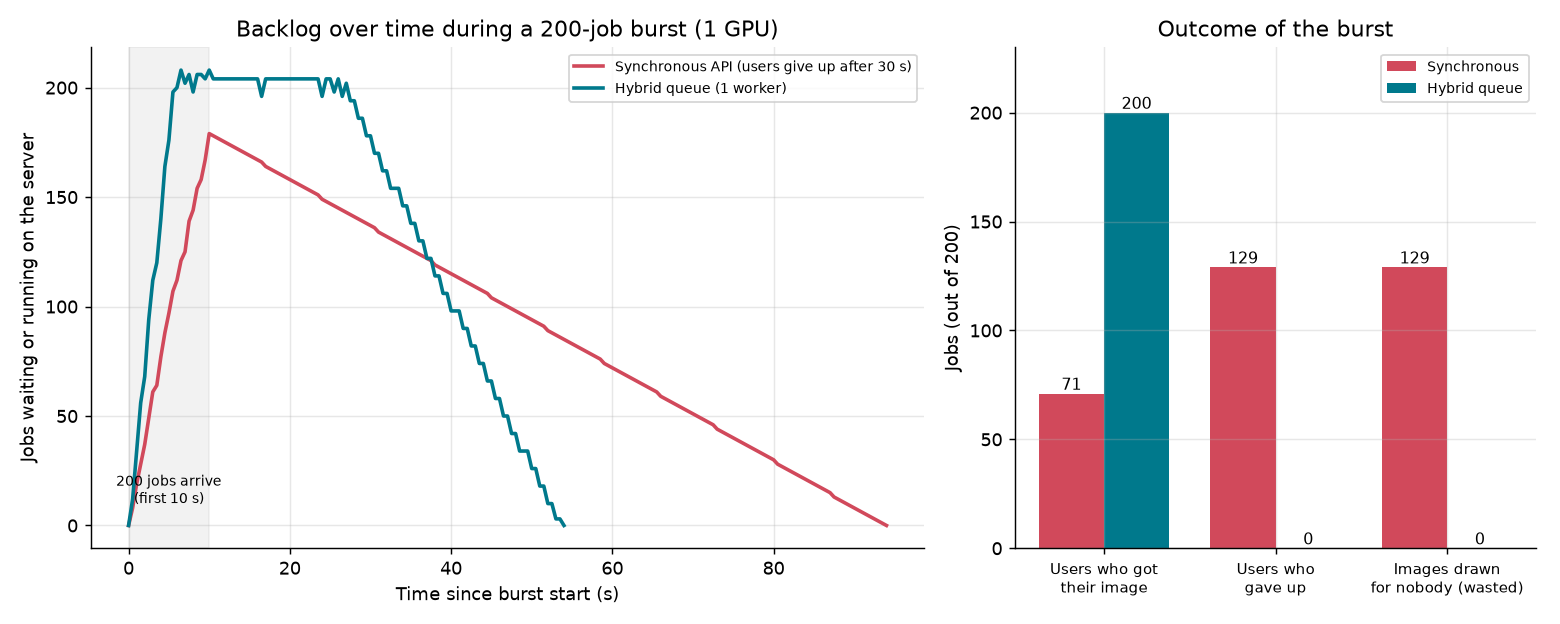 Backlog over time during a 200-job burst (1 GPU)
Jobs waiting or running on the server
200
150
100
50
0
Synchronous API (users give up after 30 s)
Hybrid queue (1 worker)
200 jobs arrive
(first 10 s)
0 20 40 60 80
Time since burst start (s)
Outcome of the burst
Jobs (out of 200)
200
150
100
50
0
Synchronous
Hybrid queue
71 200 129 0 129 0
Users who got
their image
Users who
gave up
Images drawn
for nobody (wasted)